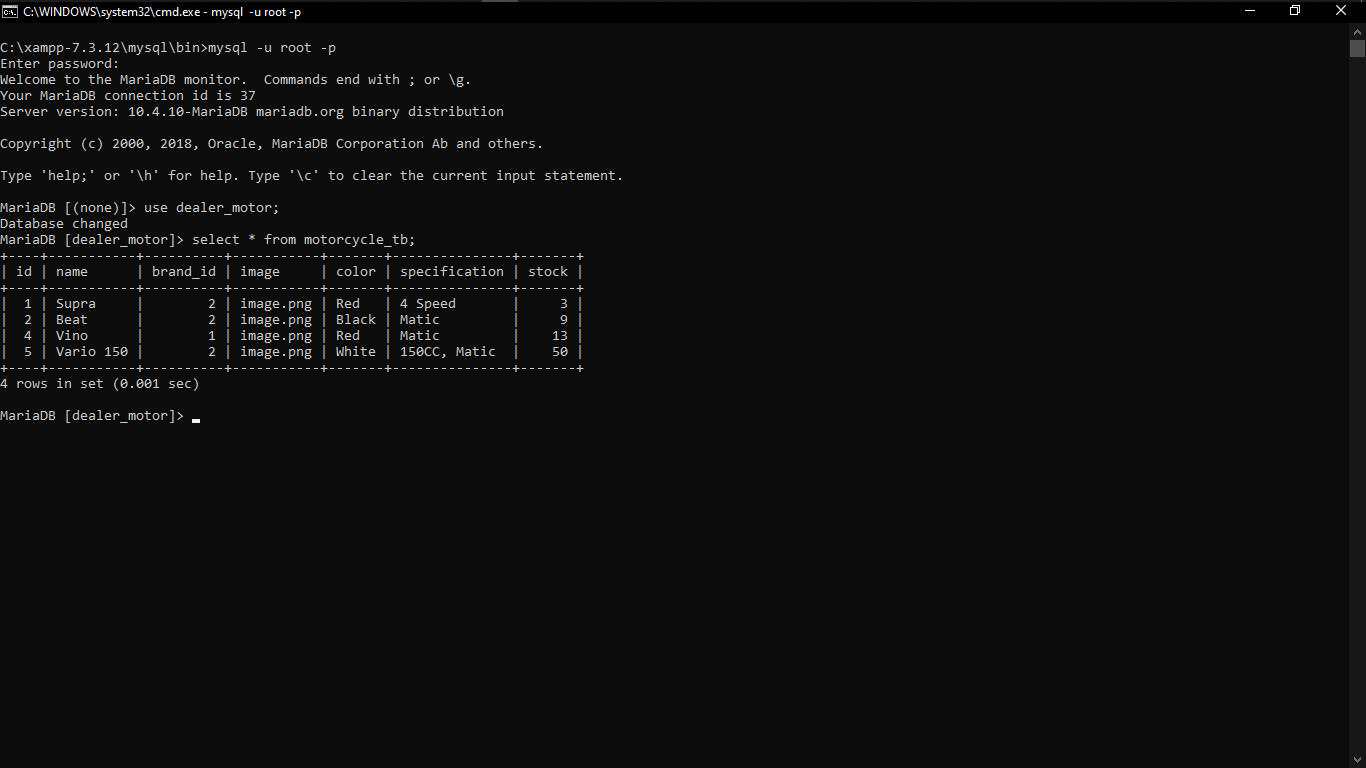 C:\WINDOWS\system32\cmd.exe - mysql  -u root -p
C:\xampp-7.3.12\mysql\bin>mysql -u root -p
Enter password:
Welcome to the MariaDB monitor.  Commands end with ; or \g.
Your MariaDB connection id is 37
Server version: 10.4.10-MariaDB mariadb.org binary distribution
Copyright (c) 2000, 2018, Oracle, MariaDB Corporation Ab and others.
Type 'help;' or '\h' for help. Type '\c' to clear the current input statement.
MariaDB [(none)]> use dealer_motor;
Database changed
MariaDB [dealer_motor]> select * from motorcycle_tb;
+----+-----------+----------+-----------+-------+---------------+-------+
| id | name      | brand_id | image     | color | specification | stock |
+----+-----------+----------+-----------+-------+---------------+-------+
|  1 | Supra     |        2 | image.png | Red   | 4 Speed       |     3 |
|  2 | Beat      |        2 | image.png | Black | Matic         |     9 |
|  4 | Vino      |        1 | image.png | Red   | Matic         |    13 |
|  5 | Vario 150 |        2 | image.png | White | 150CC, Matic  |    50 |
+----+-----------+----------+-----------+-------+---------------+-------+
4 rows in set (0.001 sec)
MariaDB [dealer_motor]>